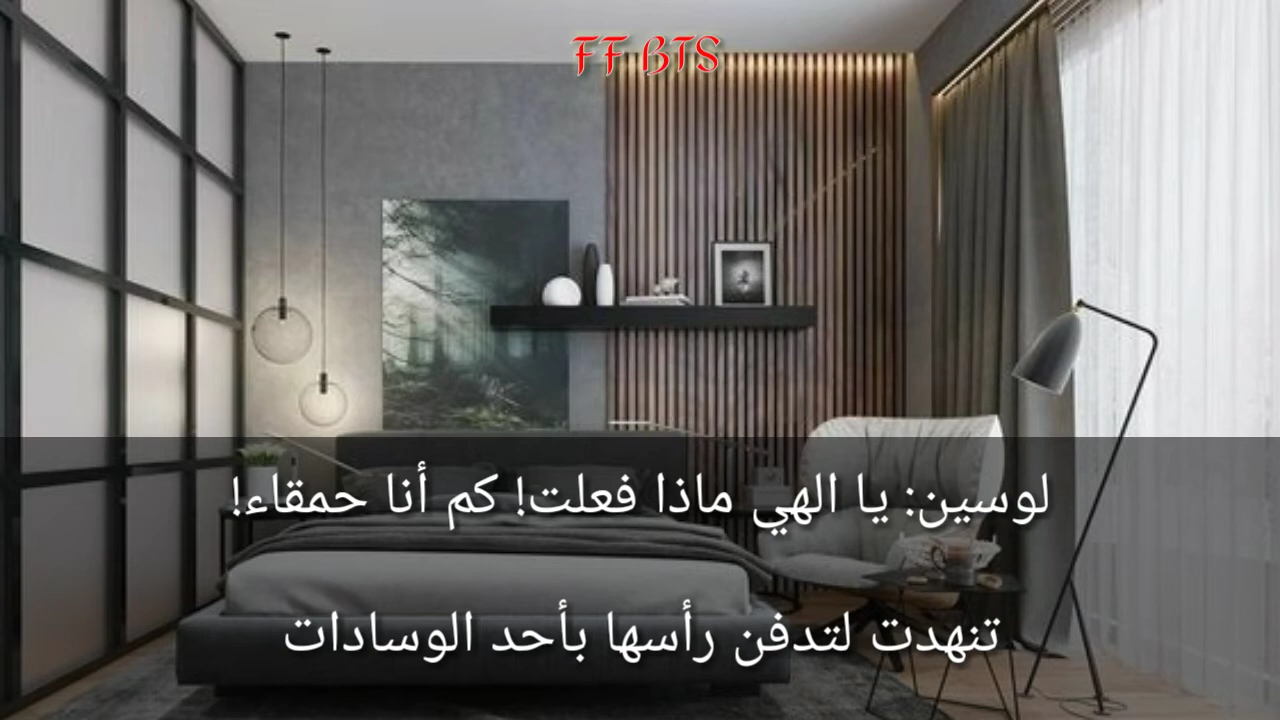 FF BTS
لوسين: يا الهي ماذا فعلت! كم أنا حمقاء!
تنهدت لتدفن رأسها بأحد الوسادات